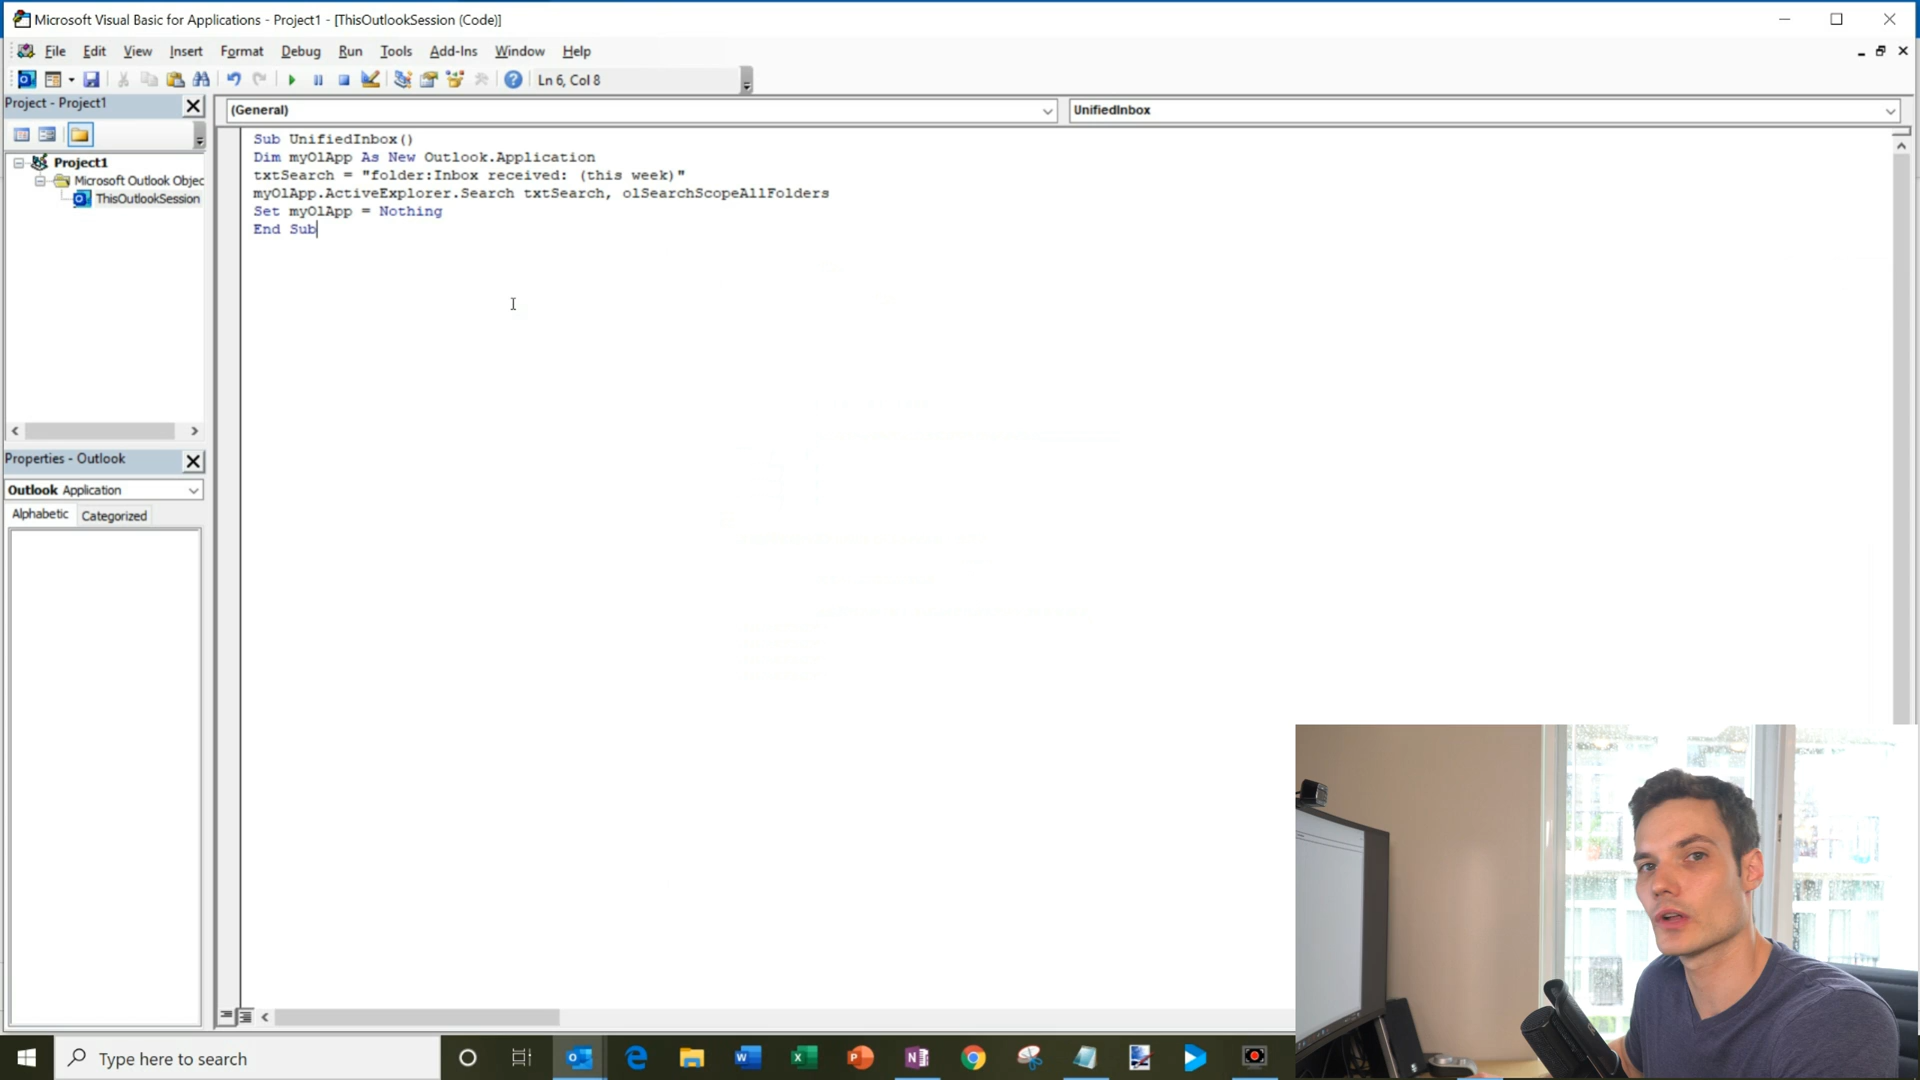 Microsoft Visual Basic for Applications - Project1 - [ThisOutlookSession (Code)]
File Edit View Insert Format Debug Run Tools Add-Ins Window Help
Ln 6, Col 8
Project - Project1
(General)
UnifiedInbox
Project1
Microsoft Outlook Objec
ThisOutlookSession
Sub UnifiedInbox()
Dim myOlApp As New Outlook.Application
txtSearch = "folder:Inbox received: (this week)"
myOlApp.ActiveExplorer.Search txtSearch, olSearchScopeAllFolders
Set myOlApp = Nothing
End Sub
Properties - Outlook
Outlook Application
Alphabetic Categorized
Type here to search